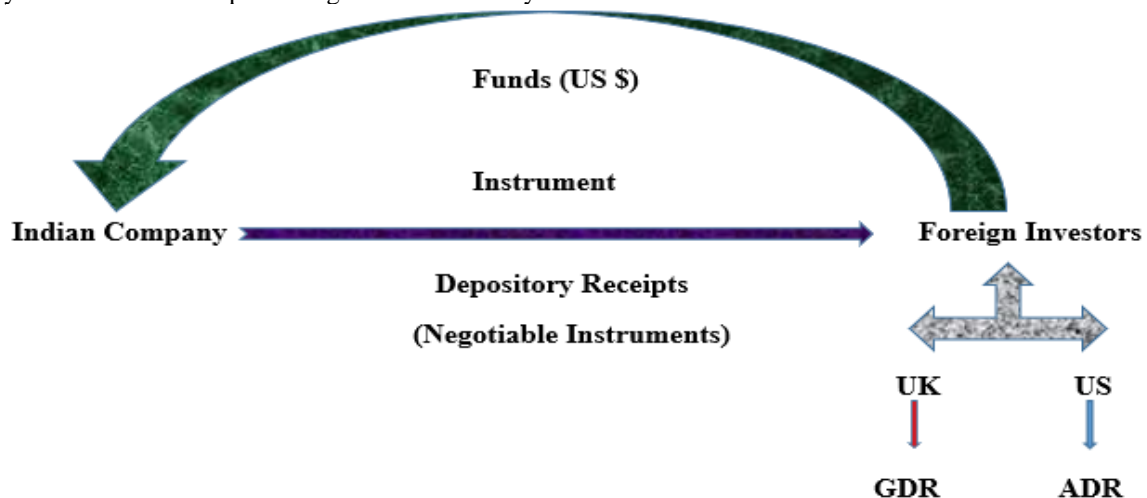 Funds (US $)
Instrument
Indian Company
Foreign Investors
Depository Receipts
(Negotiable Instruments)
UK
US
GDR
ADR